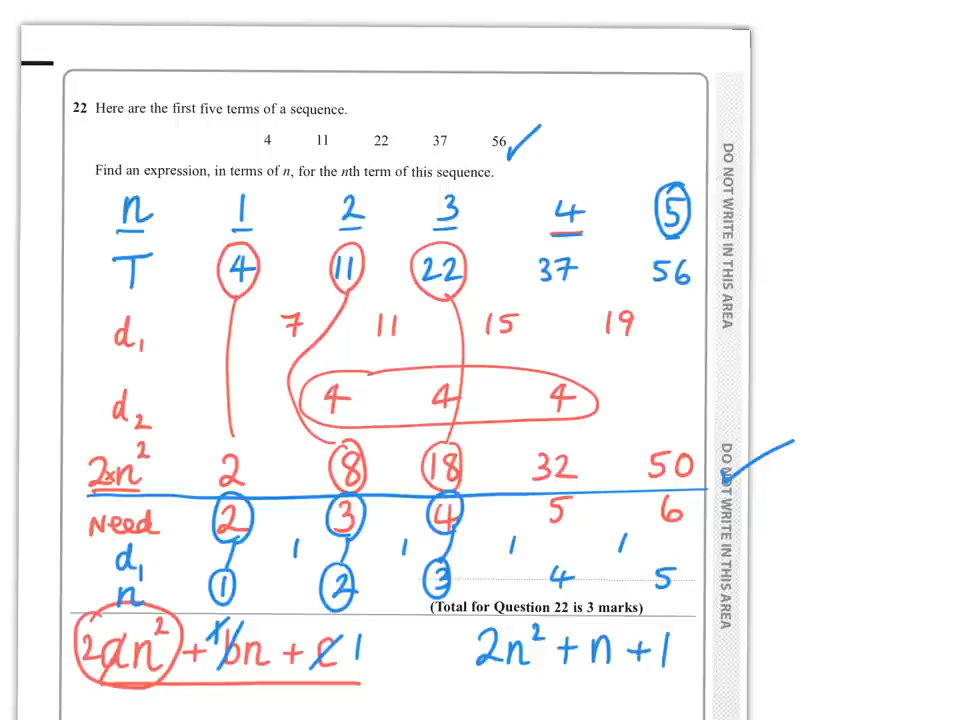 22 Here are the first five terms of a sequence.
4 11 22 37 56
Find an expression, in terms of n, for the nth term of this sequence.
n 1 2 3 4 5
T 4 11 22 37 56
d₁ 7 11 15 19
d₂ 4 4 4
2×n² 2 8 18 32 50
Need 2 3 4 5 6
d₁ 1 1 1 1
n 1 2 3 4 5
(Total for Question 22 is 3 marks)
2an² + 1bn + c1 2n² + n + 1
DO NOT WRITE IN THIS AREA
DO NOT WRITE IN THIS AREA